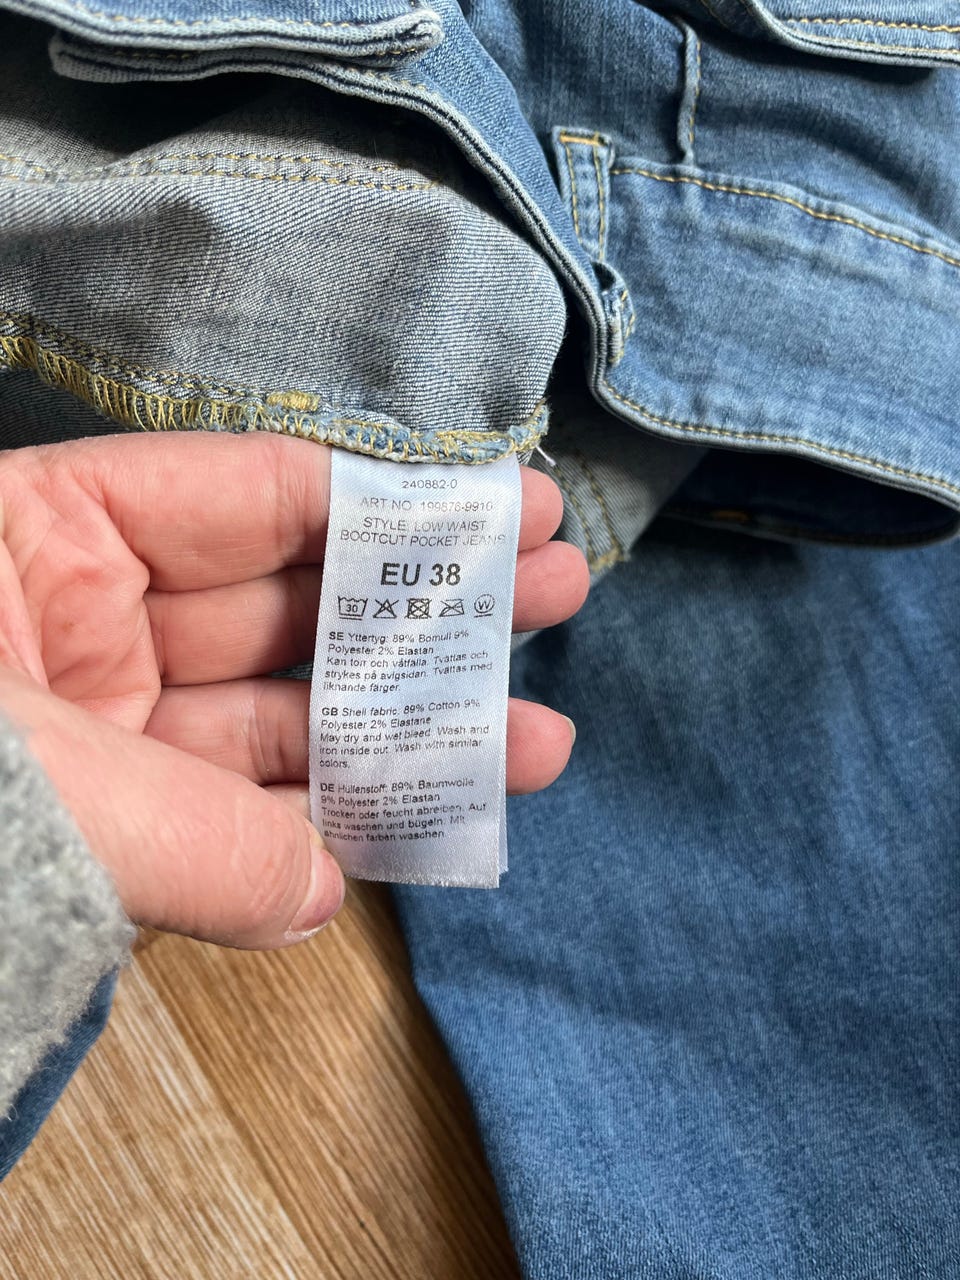 240882-0
ART NO: 199876-9910
STYLE: LOW WAIST
BOOTCUT POCKET JEANS
EU 38
30 W
SE Yttertyg: 89% Bomull 9%
Polyester 2% Elastan
Kan torr och våtfälla. Tvättas och
strykes på avigsidan. Tvättas med
liknande färger.
GB Shell fabric: 89% Cotton 9%
Polyester 2% Elastane
May dry and wet bleed. Wash and
iron inside out. Wash with similar
colors.
DE Hüllenstoff: 89% Baumwolle
9% Polyester 2% Elastan
Trocken oder feucht abreiben. Auf
links waschen und bügeln. Mit
ähnlichen farben waschen.